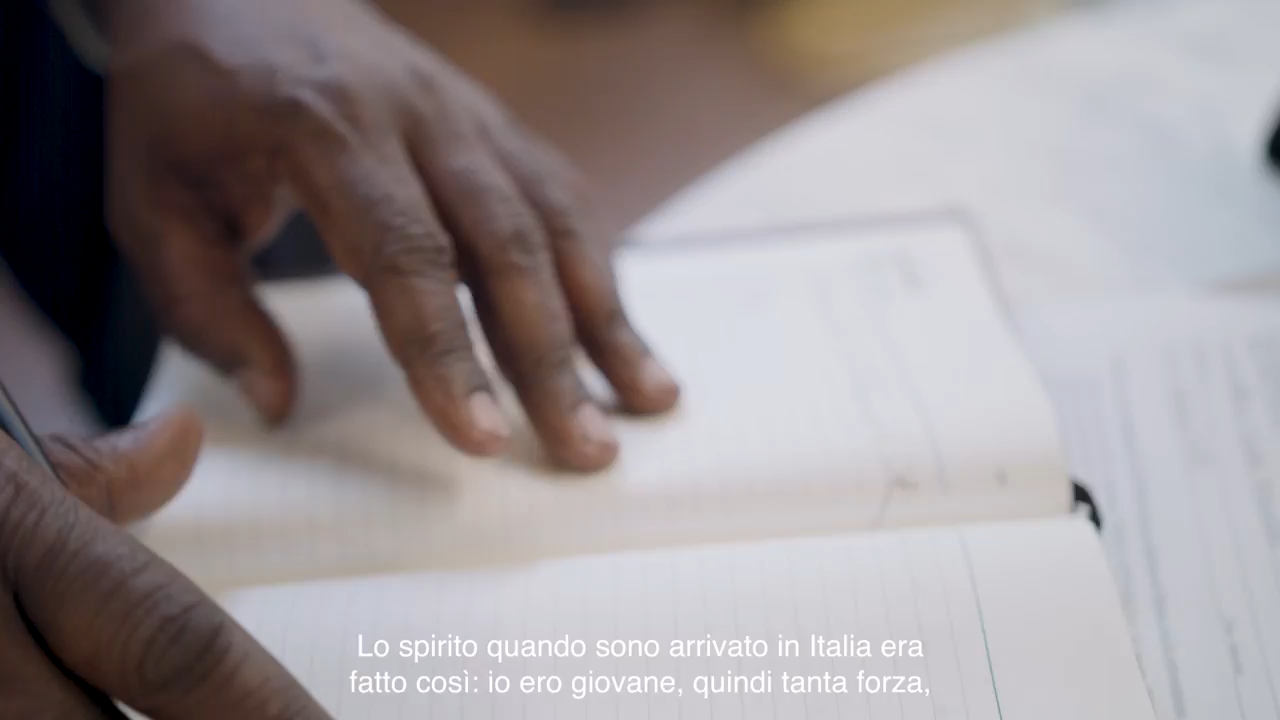 Lo spirito quando sono arrivato in Italia era
fatto così: io ero giovane, quindi tanta forza,